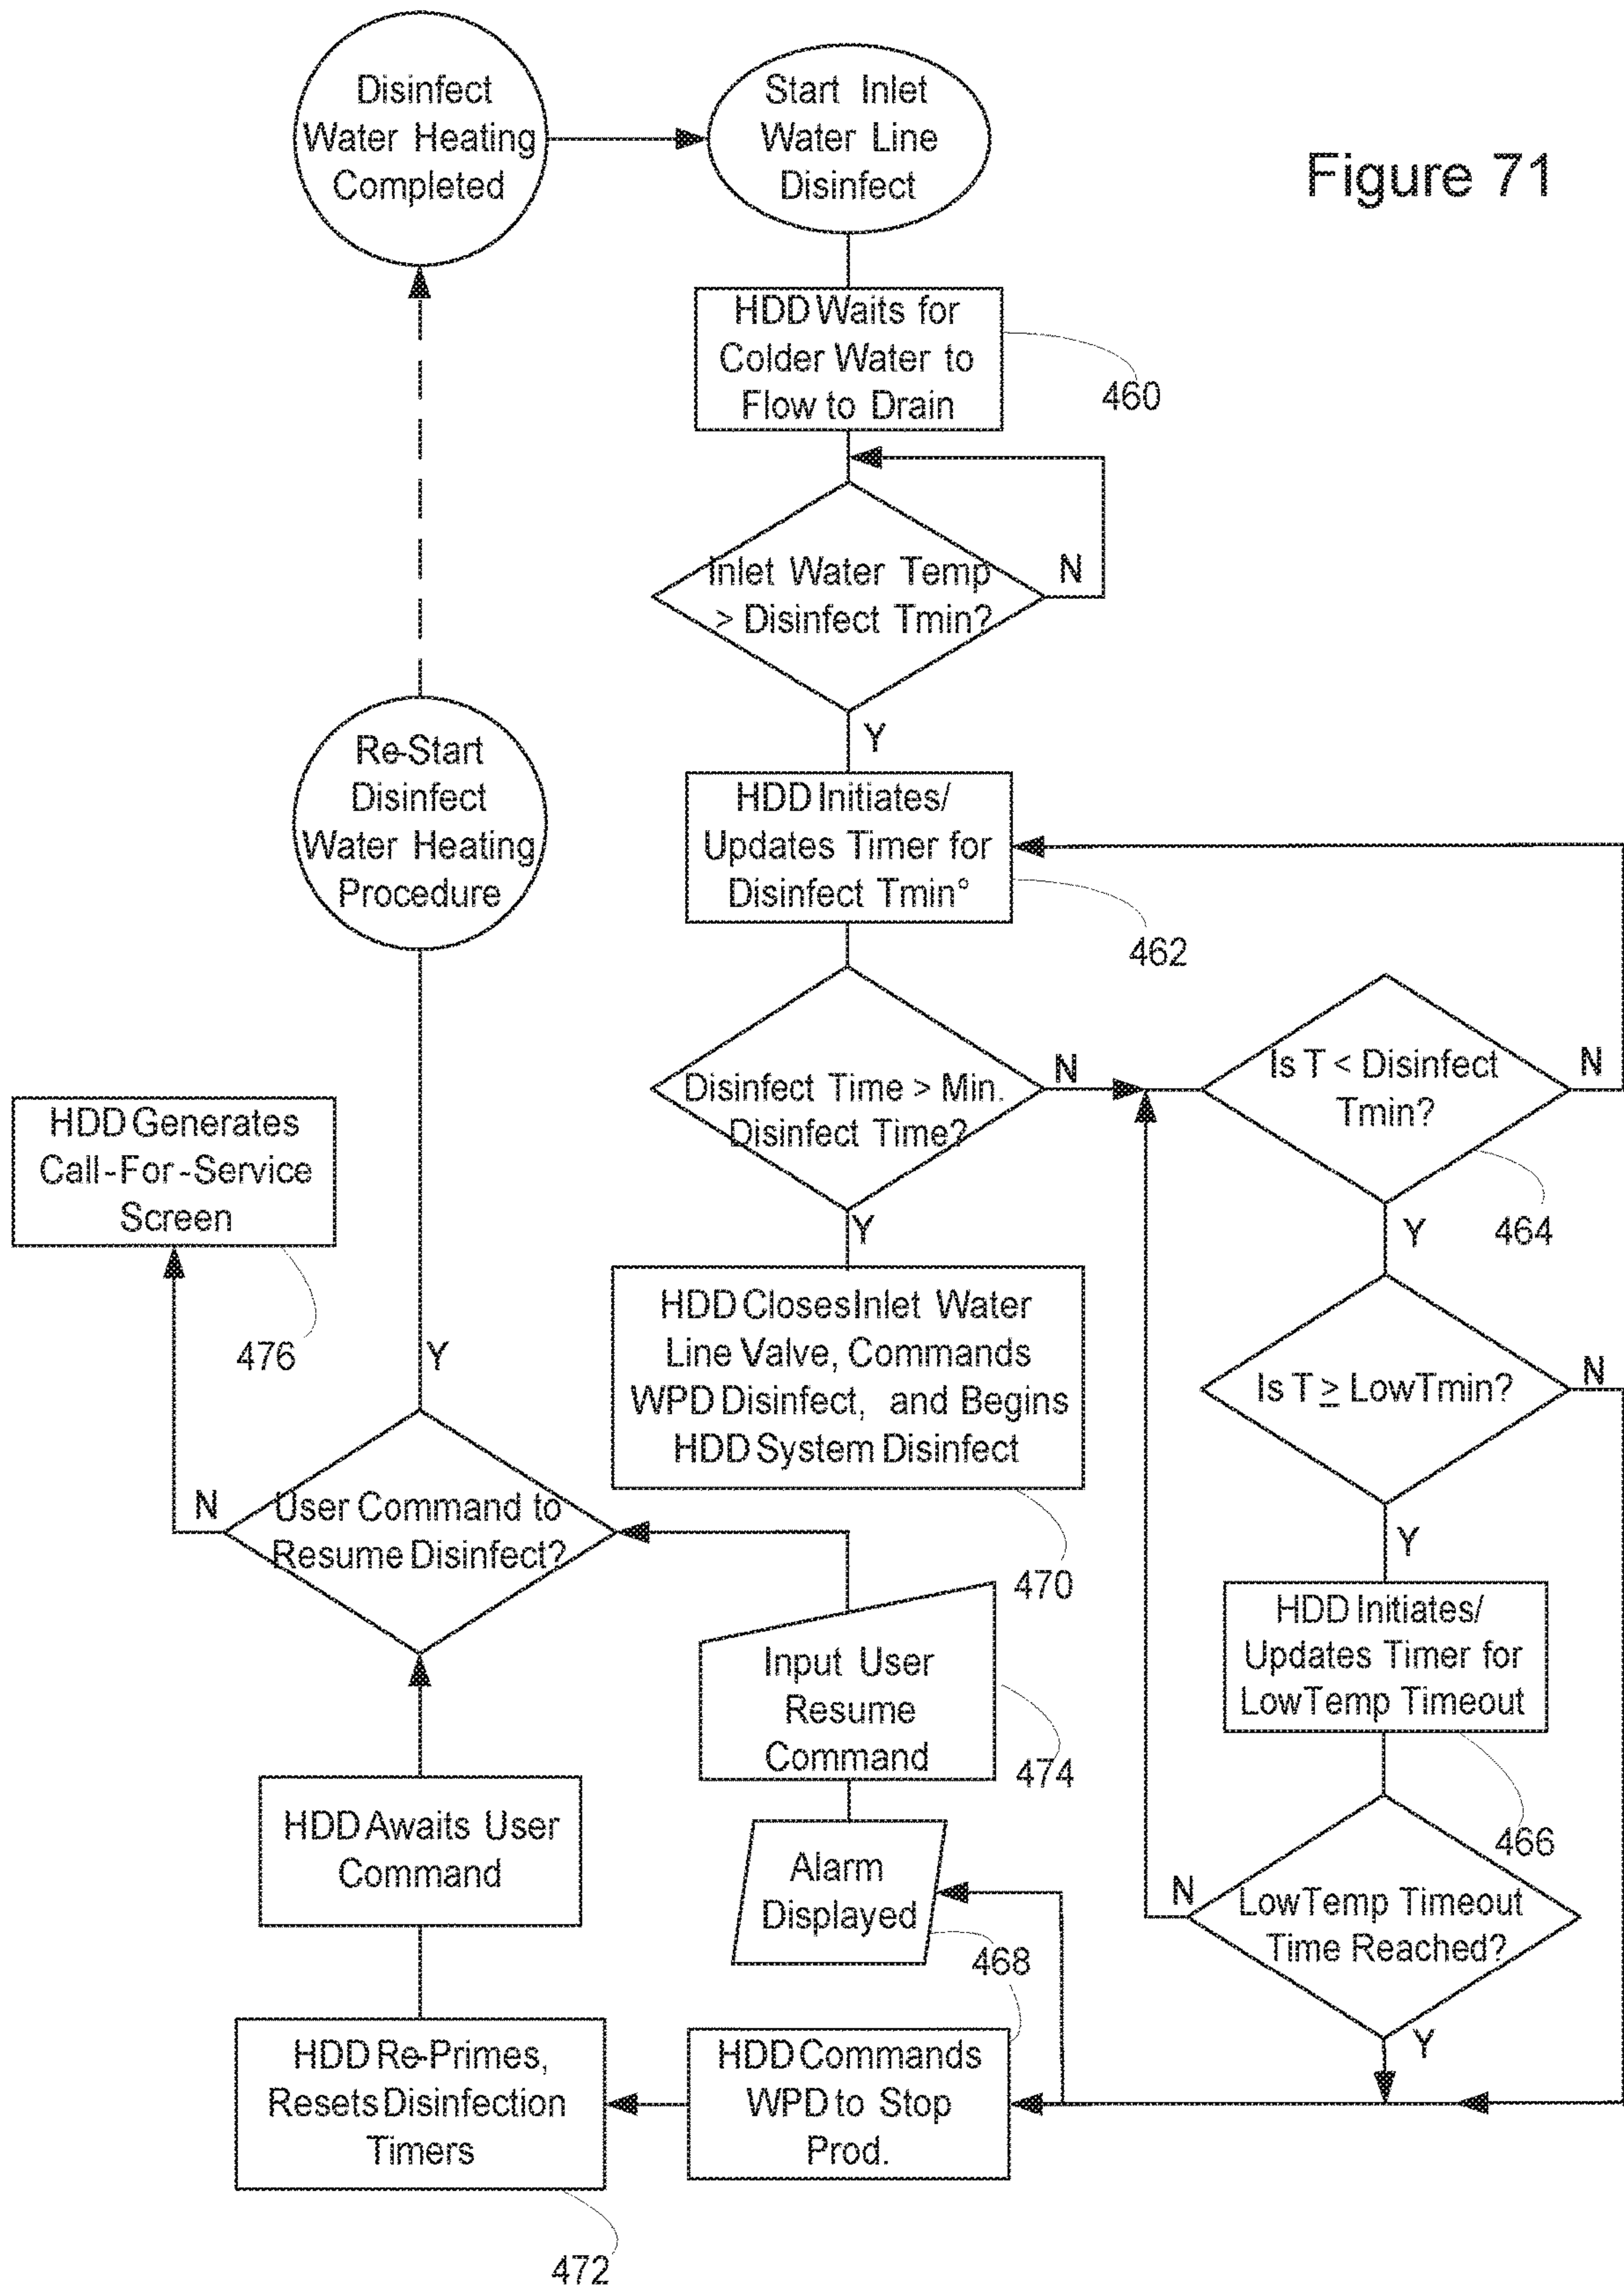 Disinfect
Water Heating
Completed
Start Inlet
Water Line
Disinfect
Figure 71
HDD Waits for
Colder Water to
Flow to Drain
460
Inlet Water Temp
> Disinfect Tmin?
N
Y
Re-Start
Disinfect
Water Heating
Procedure
HDD Initiates/
Updates Timer for
Disinfect Tmin°
462
Disinfect Time > Min.
Disinfect Time?
N
Y
Is T < Disinfect
Tmin?
N
Y
464
HDD Generates
Call-For-Service
Screen
476
Y
HDD Closes Inlet Water
Line Valve, Commands
WPD Disinfect, and Begins
HDD System Disinfect
470
Is T ≥ LowTmin?
N
Y
User Command to
Resume Disinfect?
N
HDD Initiates/
Updates Timer for
LowTemp Timeout
466
Input User
Resume
Command
474
HDD Awaits User
Command
Alarm
Displayed
468
LowTemp Timeout
Time Reached?
N
Y
HDD Re-Primes,
Resets Disinfection
Timers
472
HDD Commands
WPD to Stop
Prod.